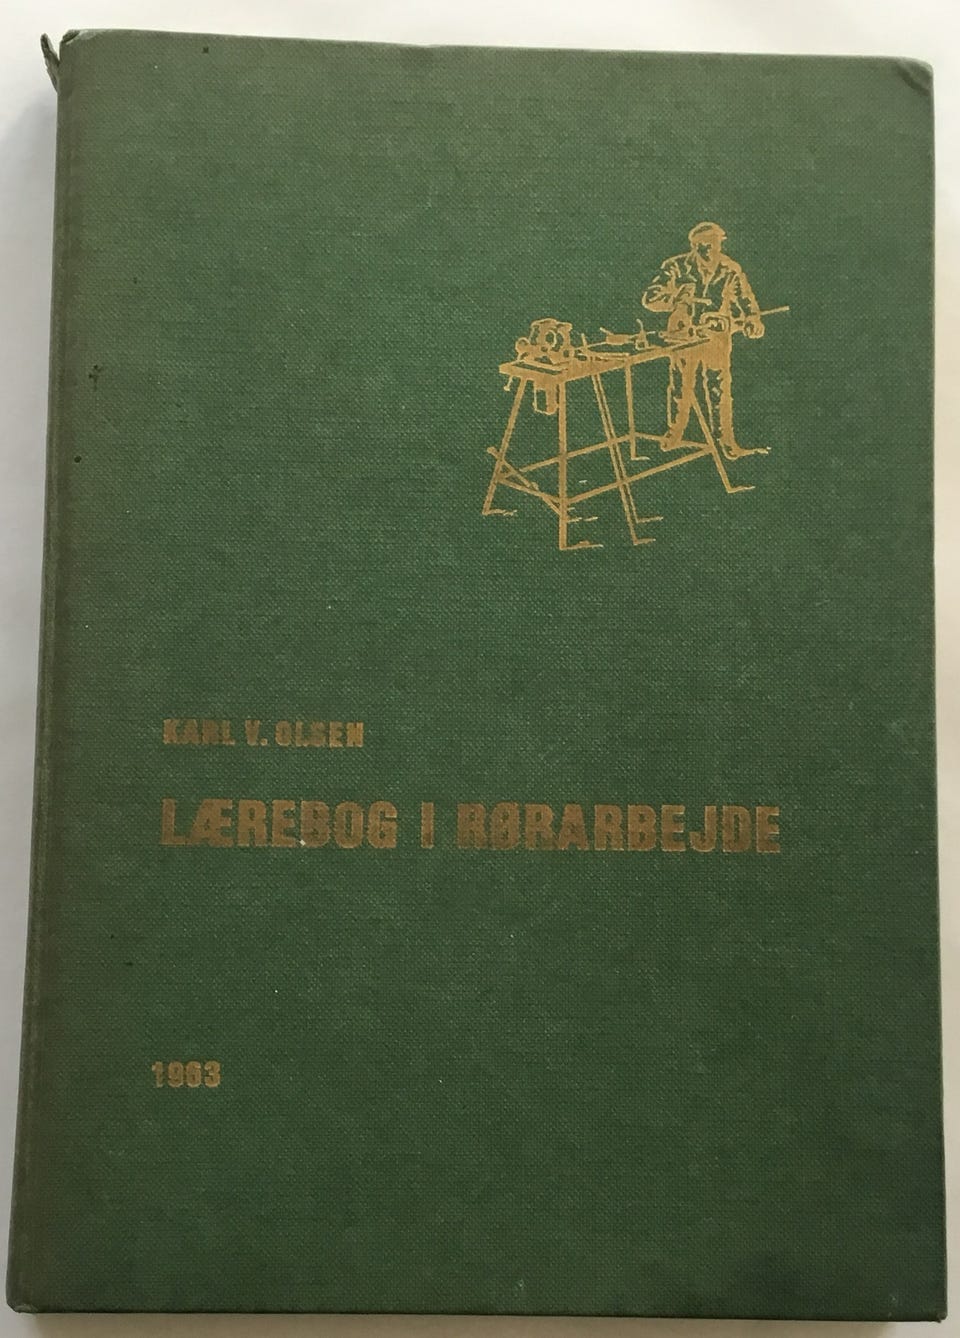 KARL V. OLSEN
LÆREBOG I RØRARBEJDE
1963